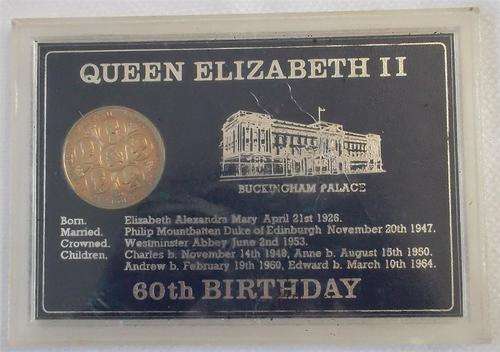 QUEEN ELIZABETH II
BUCKINGHAM PALACE
Born. Elizabeth Alexandra Mary April 21st 1926.
Married. Philip Mountbatten Duke of Edinburgh November 20th 1947.
Crowned. Westminster Abbey June 2nd 1953.
Children. Charles b. November 14th 1948, Anne b. August 15th 1950.
Andrew b. February 19th 1960, Edward b. March 10th 1964.
60th BIRTHDAY